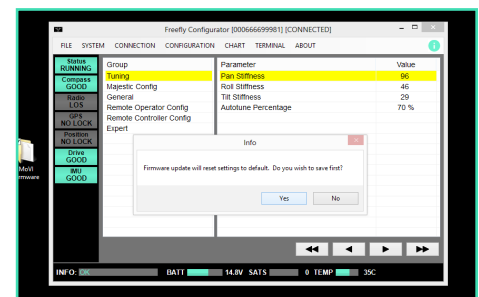 Freefly Configurator [000666699981] [CONNECTED]
FILE SYSTEM CONNECTION CONFIGURATION CHART TERMINAL ABOUT
Status
RUNNING
Compass
GOOD
Radio
LOS
GPS
NO LOCK
Position
NO LOCK
Drive
GOOD
IMU
GOOD
Group
Tuning
Majestic Config
General
Remote Operator Config
Remote Controller Config
Expert
Parameter Value
Pan Stiffness 96
Roll Stiffness 46
Tilt Stiffness 29
Autotune Percentage 70 %
Info
Firmware update will reset settings to default. Do you wish to save first?
Yes No
MoVI
rmware
INFO: OK BATT 14.8V SATS 0 TEMP 35C